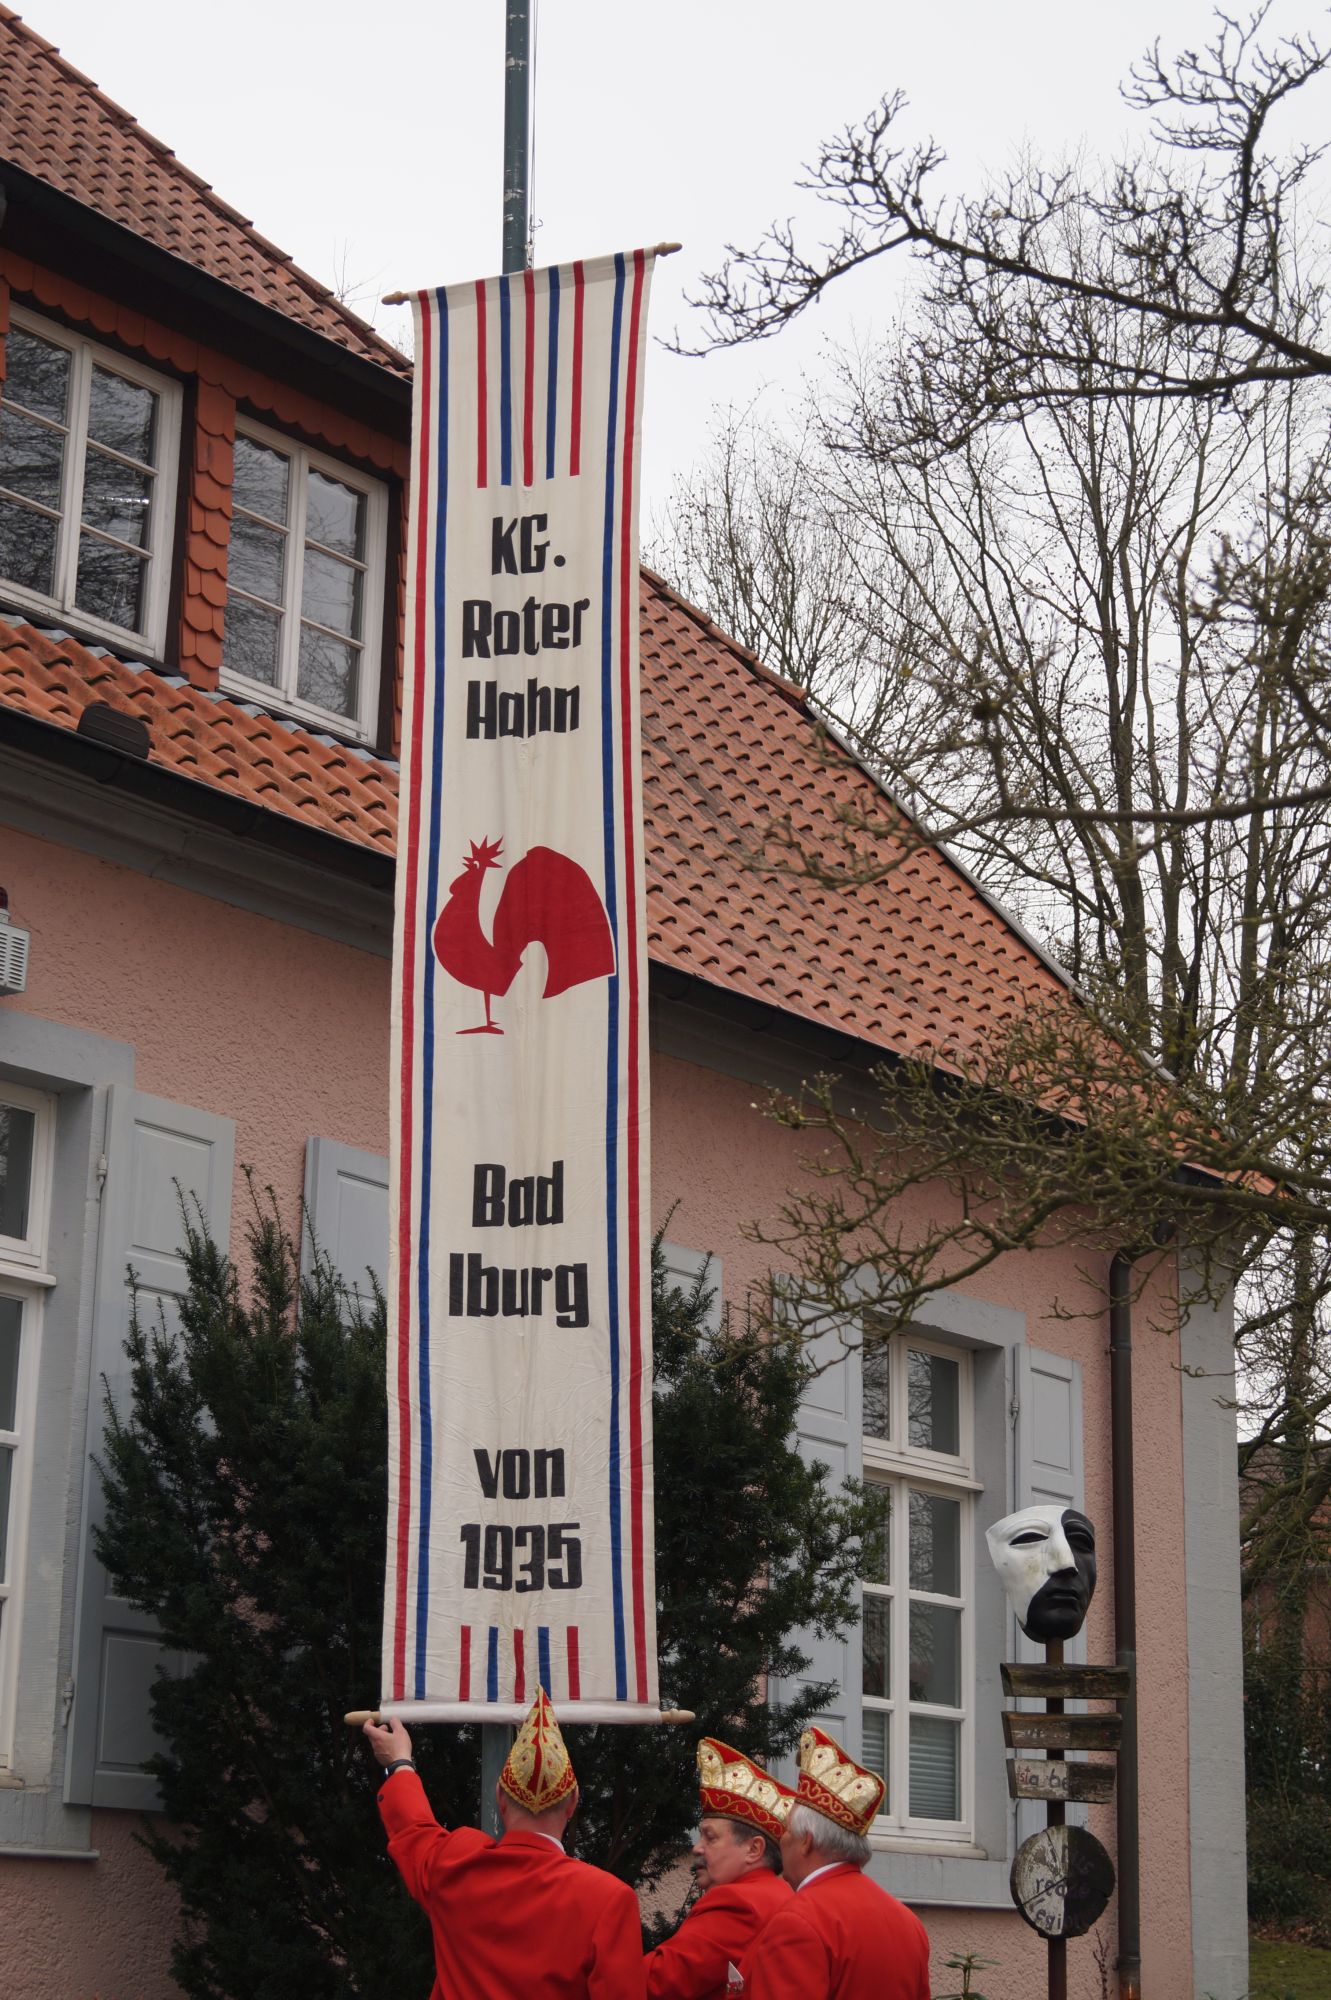 KG.
Roter
Hahn
Bad
Iburg
von
1935